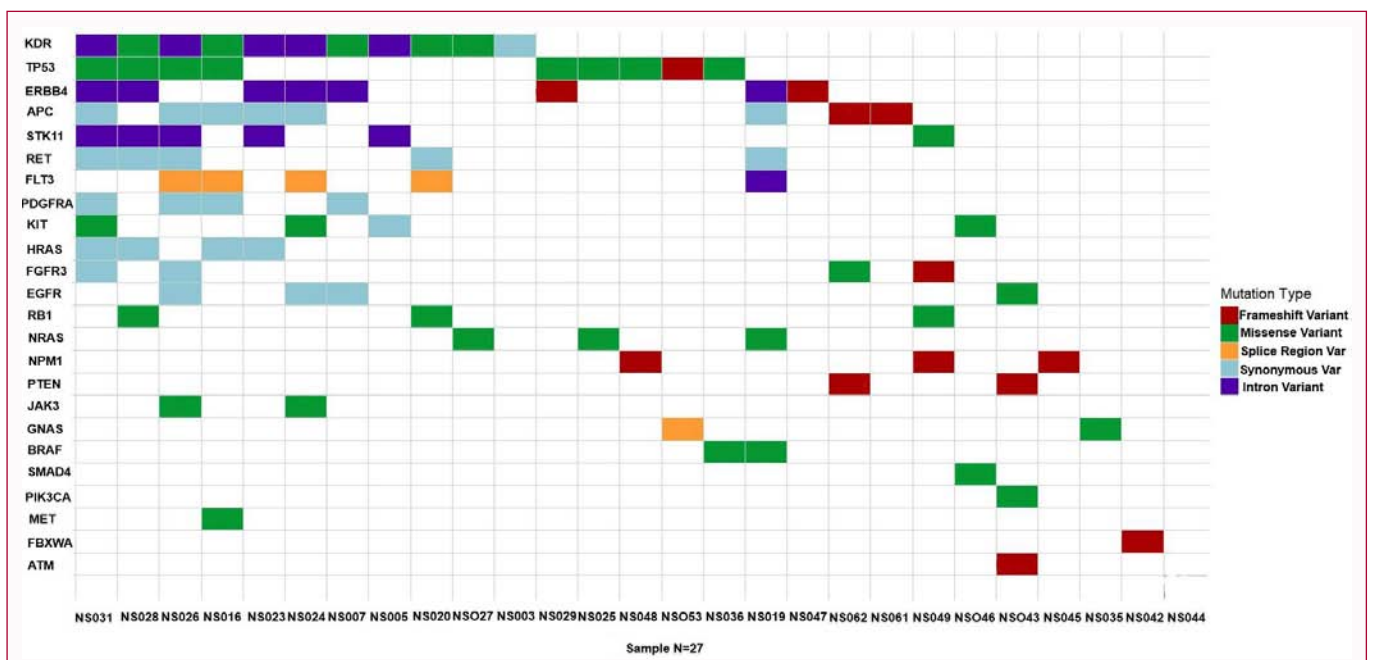 KDR
TP53
ERBB4
APC
STK11
RET
FLT3
PDGFRA
KIT
HRAS
FGFR3
EGFR
RB1
NRAS
NPM1
PTEN
JAK3
GNAS
BRAF
SMAD4
PIK3CA
MET
FBXWA
ATM
Mutation Type
Frameshift Variant
Missense Variant
Splice Region Var
Synonymous Var
Intron Variant
NS031 NS028 NS026 NS016 NS023 NS024 NS007 NS005 NS020 NSO27 NS003 NS029 NS025 NS048 NSO53 NS036 NS019 NS047 NS062 NS061 NS049 NSO46 NSO43 NS045 NS035 NS042 NS044
Sample N=27